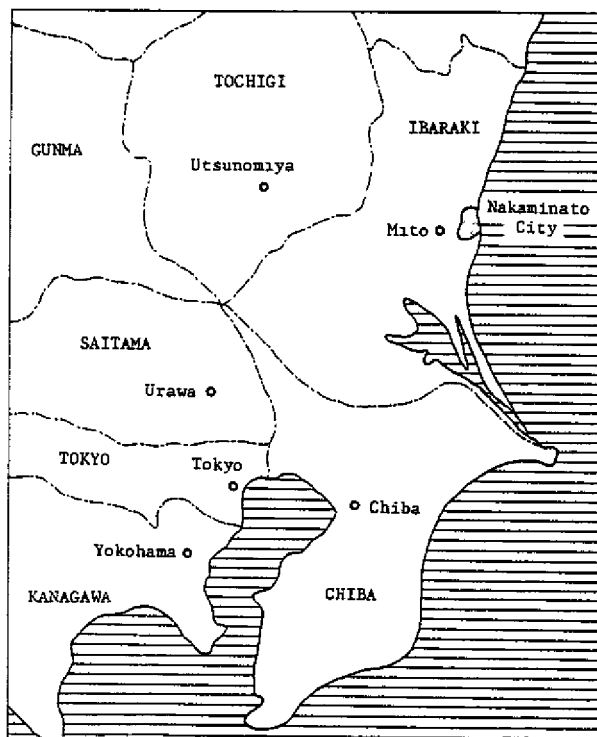 TOCHIGI
IBARAKI
GUNMA
Utsunomiya
Nakaminato
City
Mito
SAITAMA
Urawa
TOKYO
Tokyo
Chiba
Yokohama
KANAGAWA
CHIBA